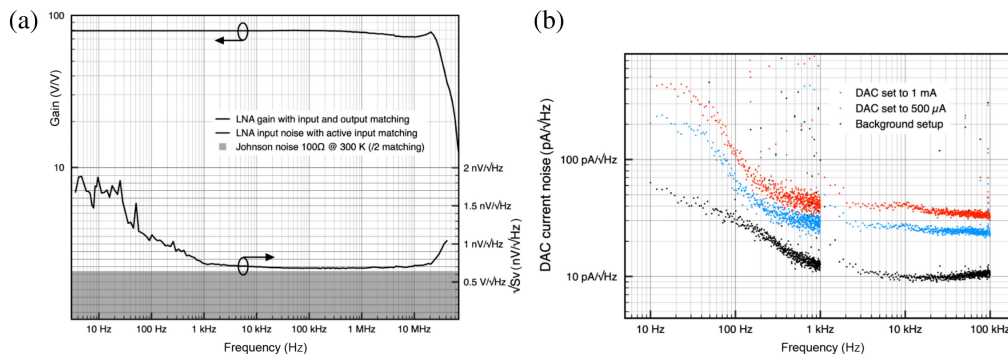 (a)
100
Gain (V/V)
10
LNA gain with input and output matching
LNA input noise with active input matching
Johnson noise 100Ω @ 300 K (/2 matching)
2 nV/√Hz
1.5 nV/√Hz
1nV/√Hz
0.5 V/√Hz
√Sv (nV/√Hz)
10 Hz 100 Hz 1 kHz 10 kHz 100 kHz 1 MHz 10 MHz
Frequency (Hz)
(b)
DAC current noise (pA/√Hz)
100 pA/√Hz
10 pA/√Hz
DAC set to 1 mA
DAC set to 500 µA
Background setup
10 Hz 100 Hz 1 kHz 10 kHz 100 kHz
Frequency (Hz)